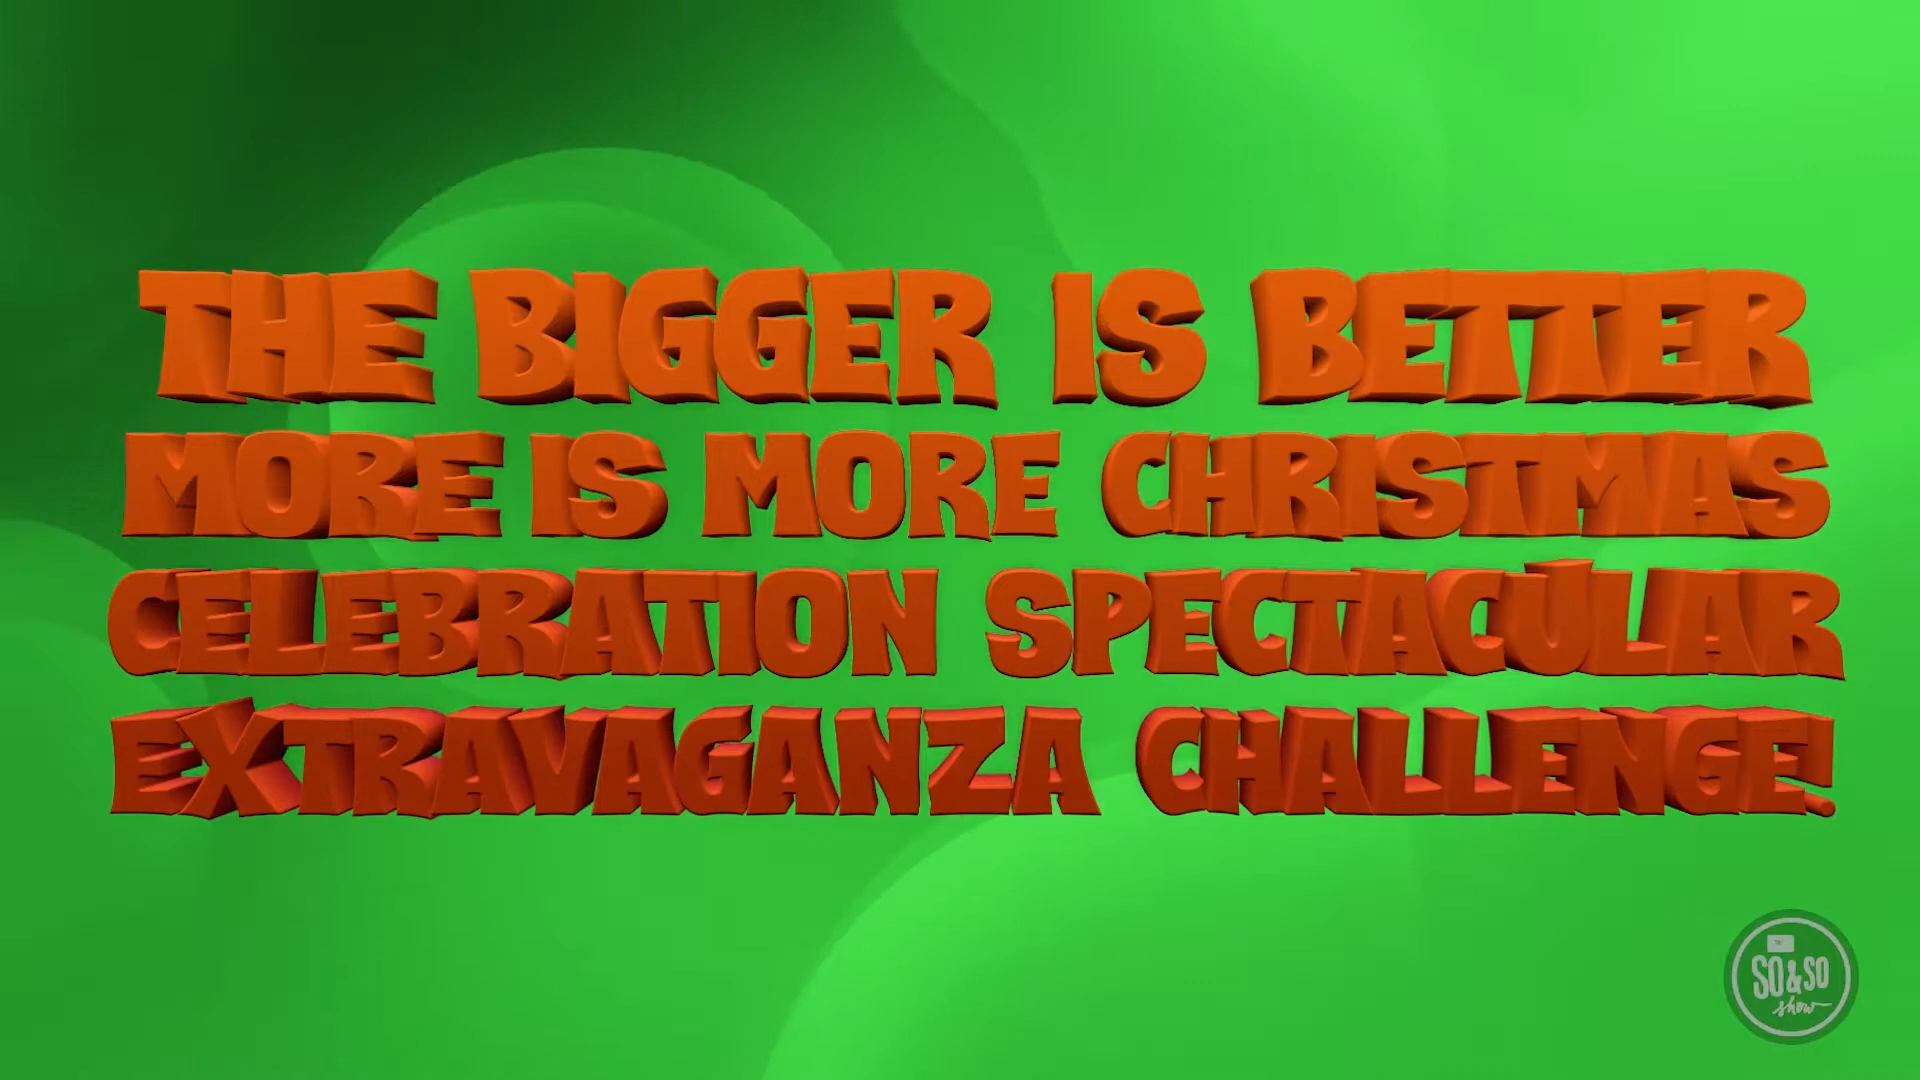 THE BIGGER IS BETTER
MORE IS MORE CHRISTMAS
CELEBRATION SPECTACULAR
EXTRAVAGANZA CHALLENGE!
SO&SO
show